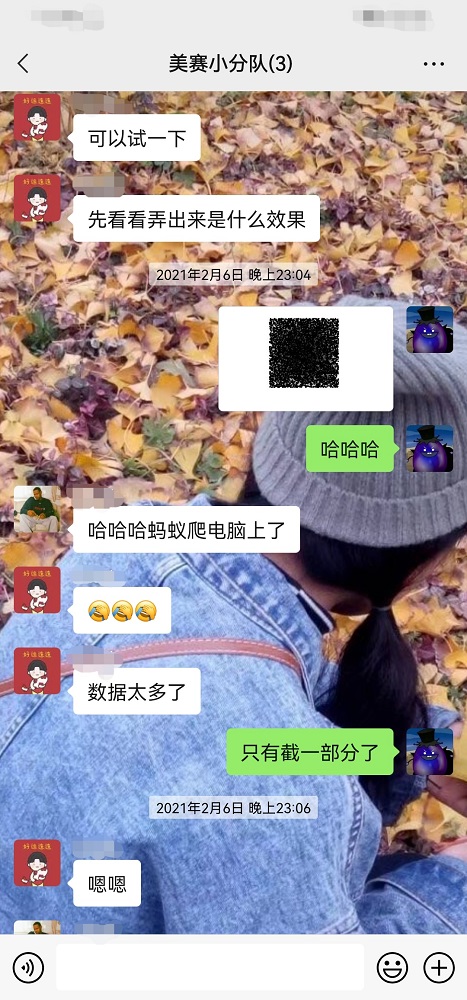 美赛小分队(3)
可以试一下
先看看弄出来是什么效果
2021年2月6日 晚上23:04
哈哈哈
哈哈哈蚂蚁爬电脑上了
😂😂😂
数据太多了
只有截一部分了
2021年2月6日 晚上23:06
嗯嗯